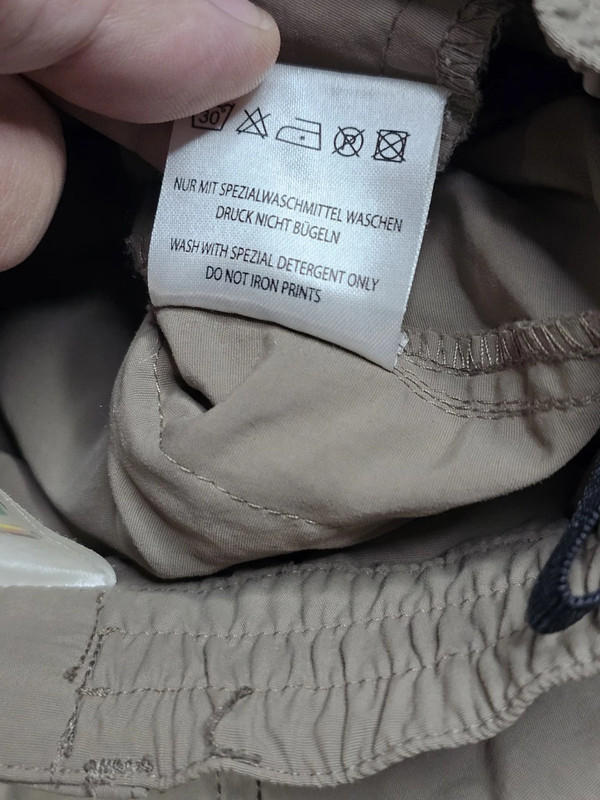 30°
P
NUR MIT SPEZIALWASCHMITTEL WASCHEN
DRUCK NICHT BÜGELN
WASH WITH SPEZIAL DETERGENT ONLY
DO NOT IRON PRINTS